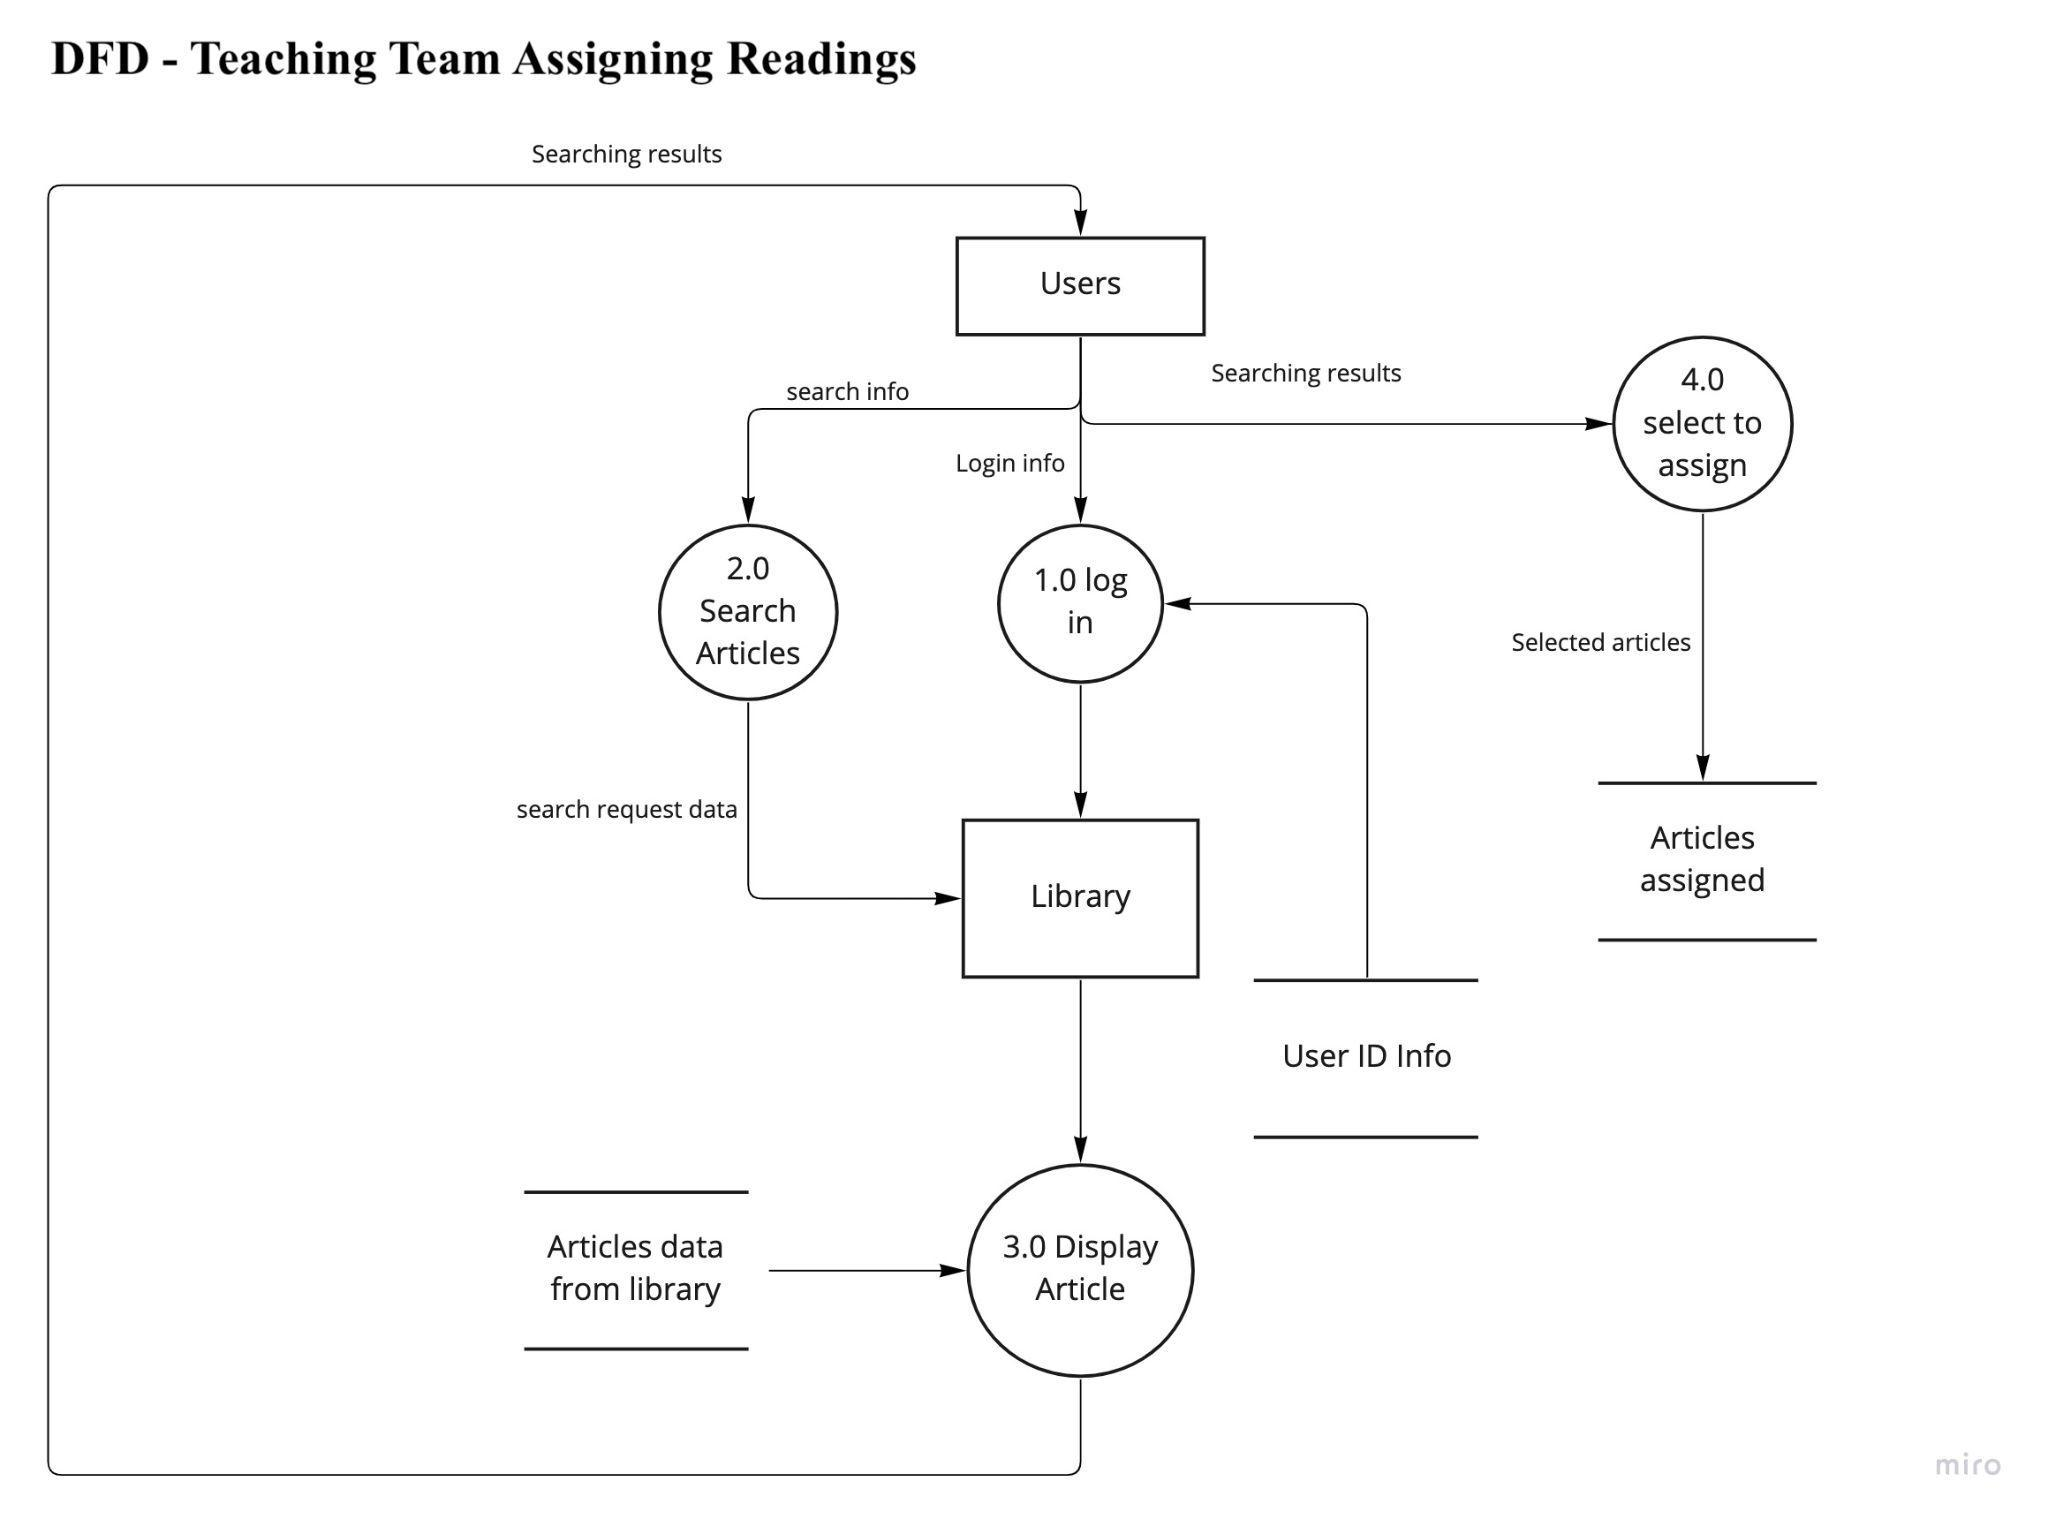 DFD - Teaching Team Assigning Readings
Searching results
Users
search info
Searching results
Login info
4.0
select to
assign
2.0
Search
Articles
1.0 log
in
Selected articles
search request data
Library
Articles
assigned
User ID Info
Articles data
from library
3.0 Display
Article
miro